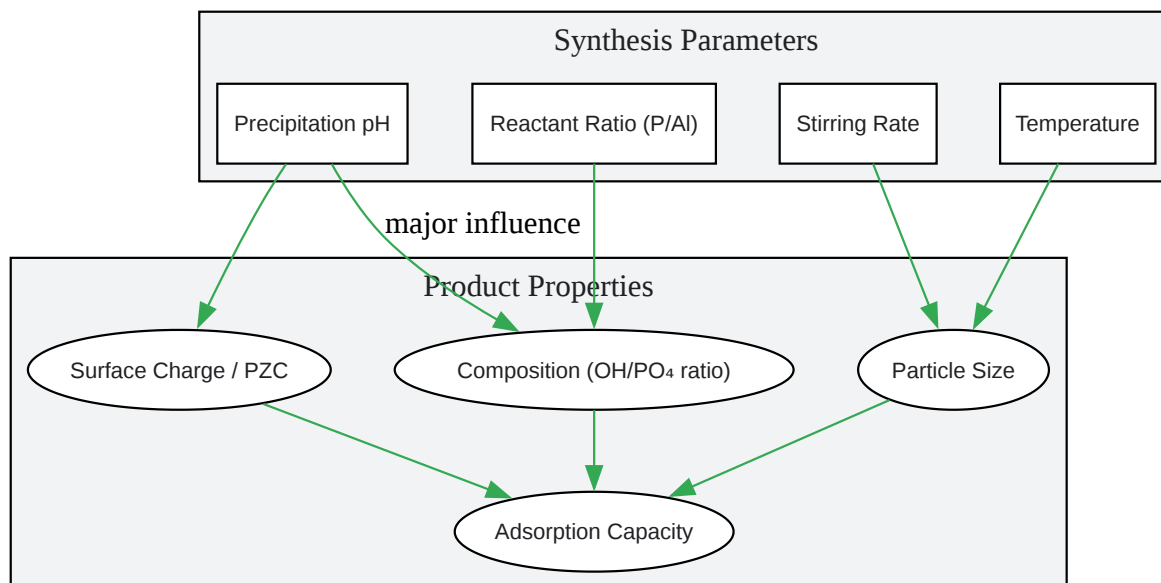 Synthesis Parameters
Precipitation pH
Reactant Ratio (P/Al)
Stirring Rate
Temperature
major influence
Product Properties
Surface Charge / PZC
Composition (OH/PO₄ ratio)
Particle Size
Adsorption Capacity